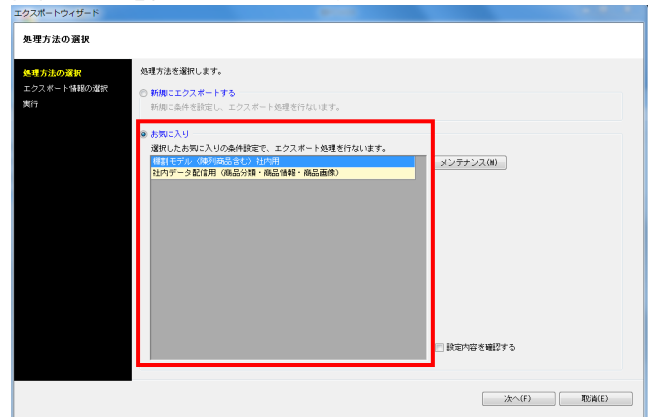 エクスポートウィザード
処理方法の選択
処理方法の選択
エクスポート情報の選択
実行
処理方法を選択します。
新規にエクスポートする
新規に条件を設定し、エクスポート処理を行ないます。
お気に入り
選択したお気に入りの条件設定で、エクスポート処理を行ないます。
棚割モデル（陳列商品含む）社内用
社内データ配信用（商品分類・商品情報・商品画像）
メンテナンス(M)
設定内容を確認する
次へ(F)
取消(E)